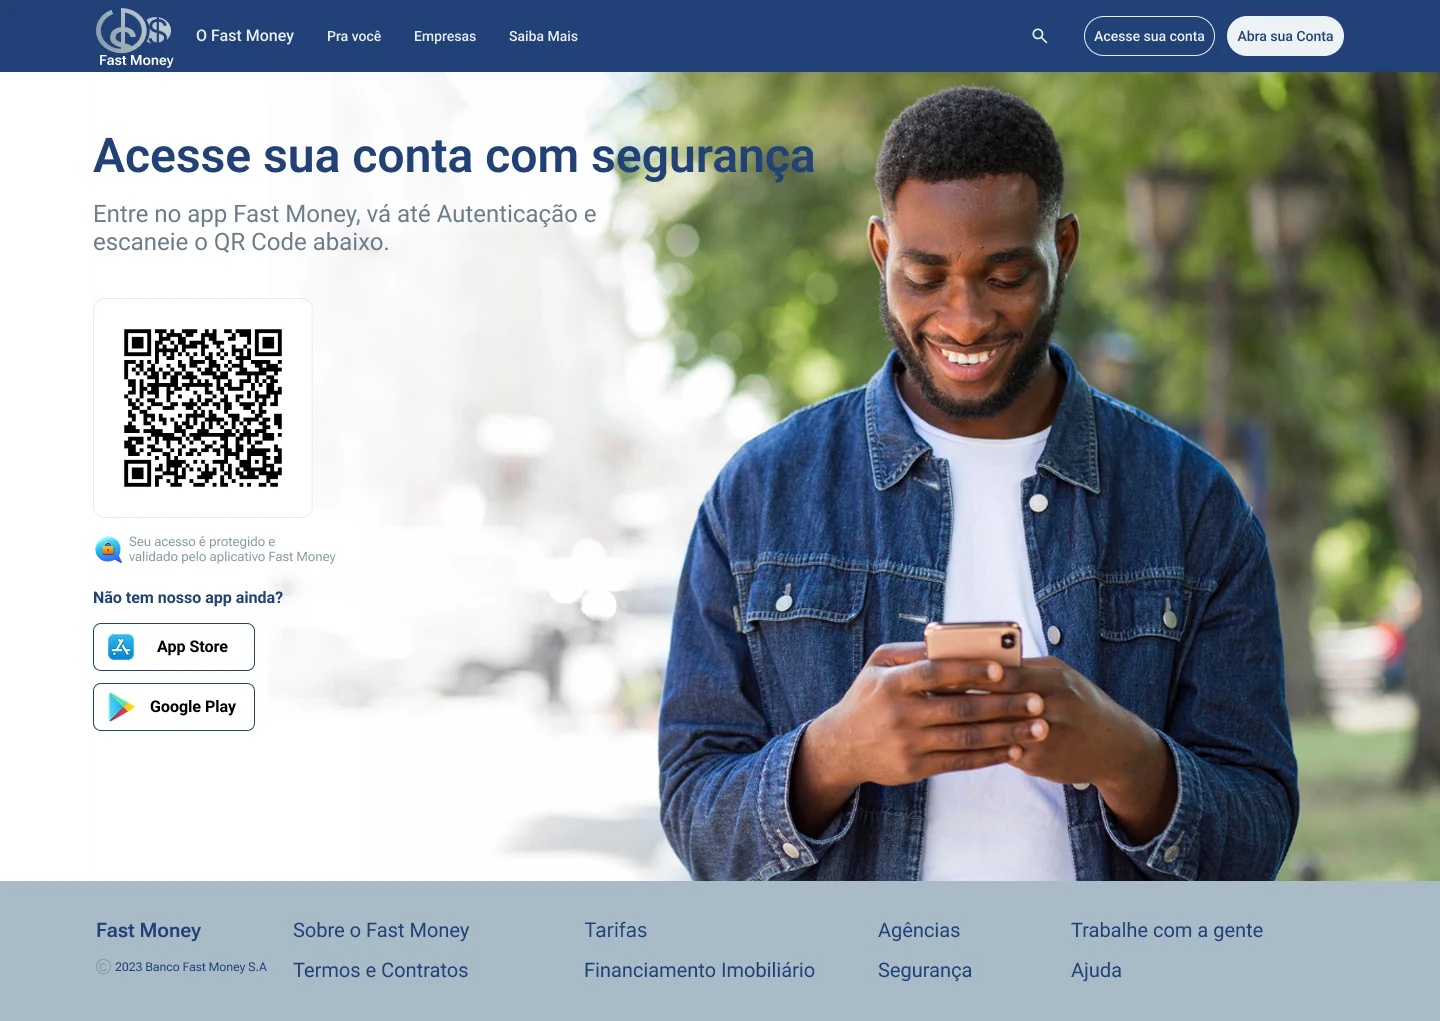 Fast Money
O Fast Money
Pra você
Empresas
Saiba Mais
Acesse sua conta
Abra sua Conta
Acesse sua conta com segurança
Entre no app Fast Money, vá até Autenticação e
escaneie o QR Code abaixo.
Seu acesso é protegido e
validado pelo aplicativo Fast Money
Não tem nosso app ainda?
App Store
Google Play
Fast Money
Sobre o Fast Money
Tarifas
Agências
Trabalhe com a gente
© 2023 Banco Fast Money S.A
Termos e Contratos
Financiamento Imobiliário
Segurança
Ajuda